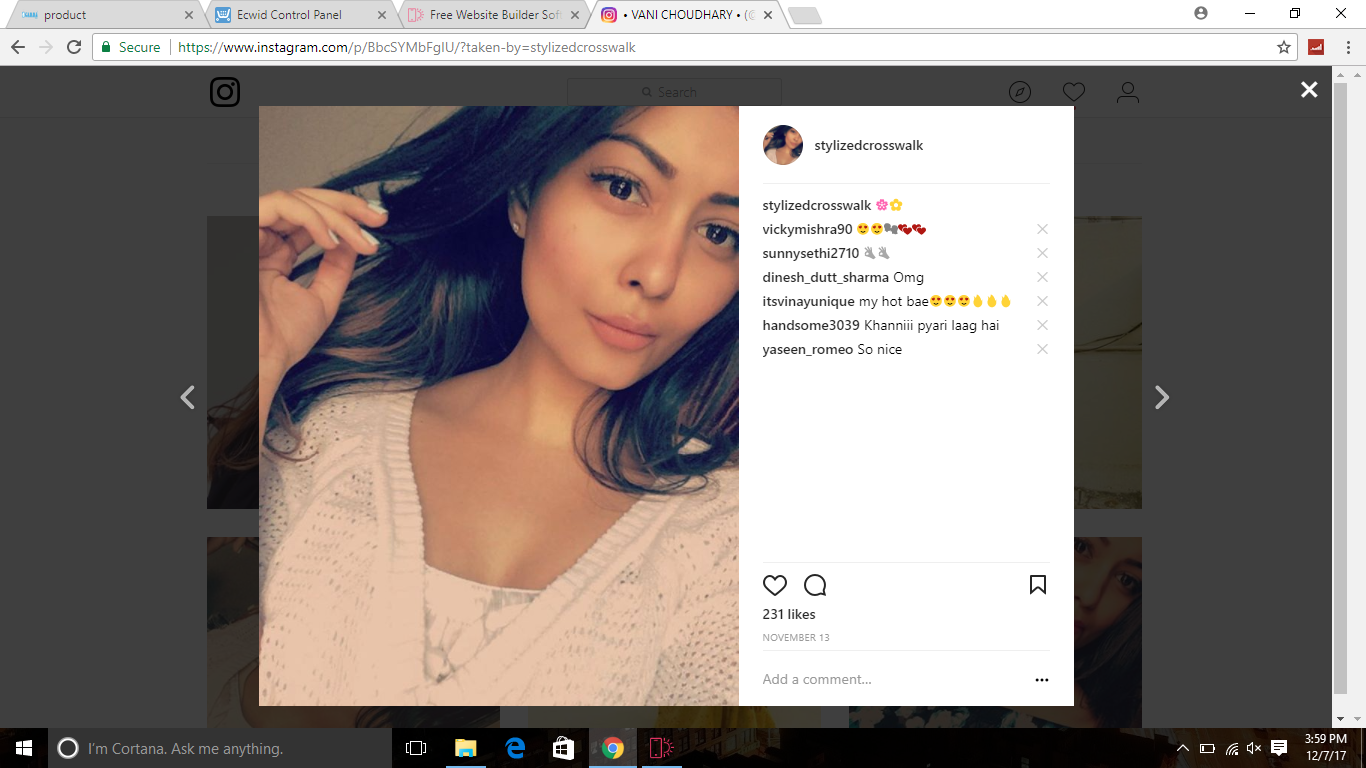 product
Ecwid Control Panel
Free Website Builder Sof
• VANI CHOUDHARY • (@
Secure
https://www.instagram.com/p/BbcSYMbFgIU/?taken-by=stylizedcrosswalk
Search
stylizedcrosswalk
stylizedcrosswalk 🌸🌼
vickymishra90 😍😍🗣💕💕
sunnysethi2710 👌👌
dinesh_dutt_sharma Omg
itsvinayunique my hot bae😍😍😍
handsome3039 Khanniii pyari laag hai
yaseen_romeo So nice
231 likes
NOVEMBER 13
Add a comment...
I'm Cortana. Ask me anything.
3:59 PM
12/7/17